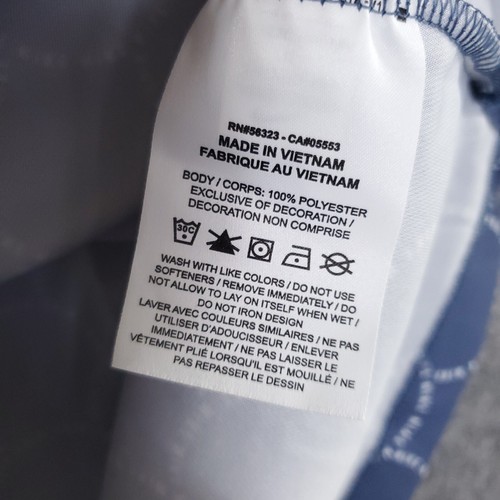 RN#56323 - CA#05553
MADE IN VIETNAM
FABRIQUE AU VIETNAM
BODY / CORPS: 100% POLYESTER
EXCLUSIVE OF DECORATION /
DECORATION NON COMPRISE
30C
WASH WITH LIKE COLORS / DO NOT USE
SOFTENERS / REMOVE IMMEDIATELY / DO
NOT ALLOW TO LAY ON ITSELF WHEN WET /
DO NOT IRON DESIGN
LAVER AVEC COULEURS SIMILAIRES / NE PAS
UTILISER D'ADOUCISSEUR / ENLEVER
IMMÉDIATEMENT / NE PAS LAISSER LE
VÊTEMENT PLIÉ LORSQU'IL EST MOUILLÉ / NE
PAS REPASSER LE DESSIN